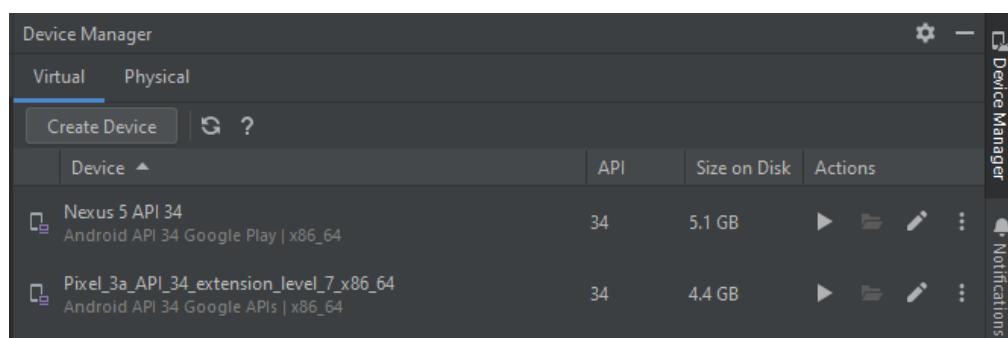 Device Manager
Virtual Physical
Create Device ?
Device API Size on Disk Actions
Nexus 5 API 34
Android API 34 Google Play | x86_64
34 5.1 GB
Pixel_3a_API_34_extension_level_7_x86_64
Android API 34 Google APIs | x86_64
34 4.4 GB
Device Manager
Notifications